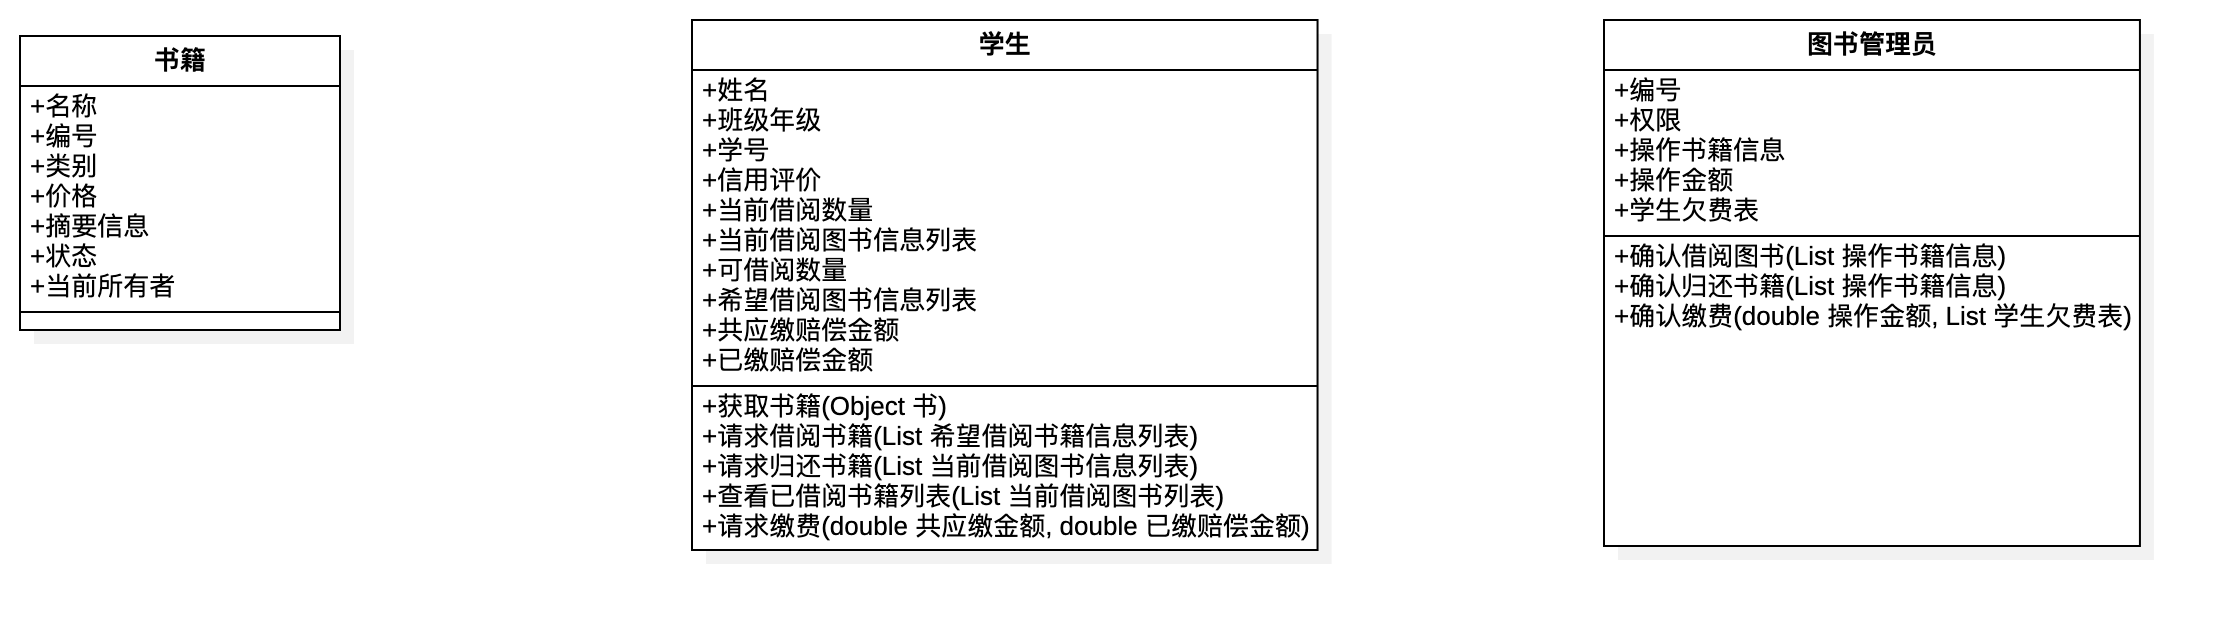 书籍
+名称
+编号
+类别
+价格
+摘要信息
+状态
+当前所有者
学生
+姓名
+班级年级
+学号
+信用评价
+当前借阅数量
+当前借阅图书信息列表
+可借阅数量
+希望借阅图书信息列表
+共应缴赔偿金额
+已缴赔偿金额
+获取书籍(Object 书)
+请求借阅书籍(List 希望借阅书籍信息列表)
+请求归还书籍(List 当前借阅图书信息列表)
+查看已借阅书籍列表(List 当前借阅图书列表)
+请求缴费(double 共应缴金额, double 已缴赔偿金额)
图书管理员
+编号
+权限
+操作书籍信息
+操作金额
+学生欠费表
+确认借阅图书(List 操作书籍信息)
+确认归还书籍(List 操作书籍信息)
+确认缴费(double 操作金额, List 学生欠费表)